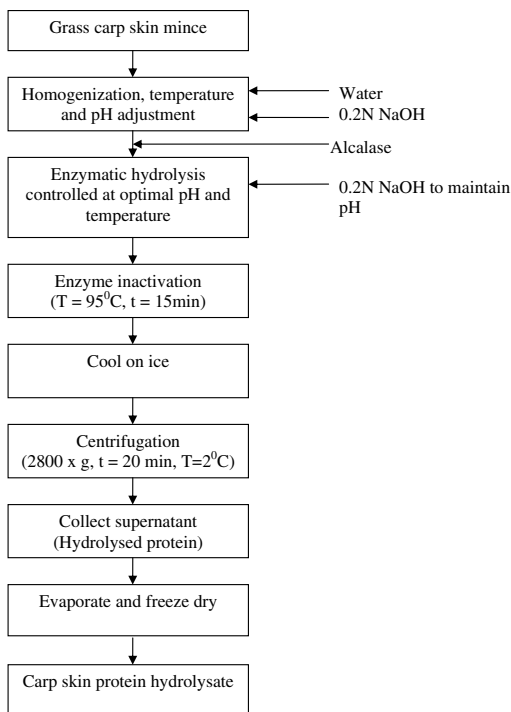 Grass carp skin mince
Homogenization, temperature
and pH adjustment
Water
0.2N NaOH
Alcalase
Enzymatic hydrolysis
controlled at optimal pH and
temperature
0.2N NaOH to maintain
pH
Enzyme inactivation
(T = 95⁰C, t = 15min)
Cool on ice
Centrifugation
(2800 x g, t = 20 min, T=2⁰C)
Collect supernatant
(Hydrolysed protein)
Evaporate and freeze dry
Carp skin protein hydrolysate